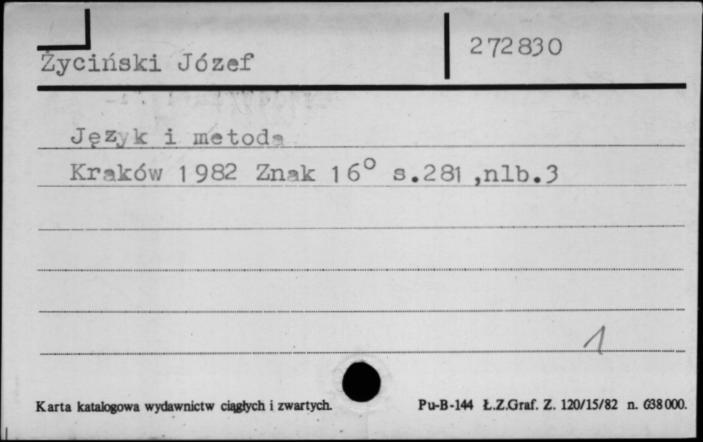 Życiński Józef
272830
Język i metoda
Kraków 1982 Znak 16° s.281,nlb.3
1
Karta katalogowa wydawnictw ciągłych i zwartych.
Pu-B-144 Ł.Z.Graf. Z. 120/15/82 n. 638000.